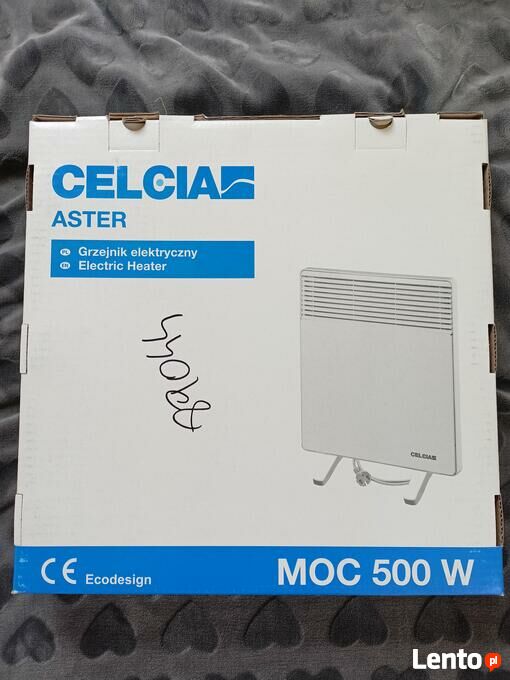 CELCIA
ASTER
PL Grzejnik elektryczny
EN Electric Heater
CELCIA
CE Ecodesign
MOC 500 W
Lento.pl